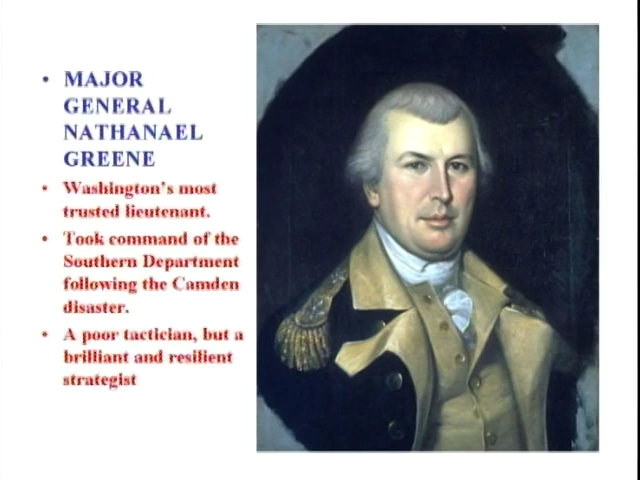 • MAJOR
GENERAL
NATHANAEL
GREENE
• Washington's most
trusted lieutenant.
• Took command of the
Southern Department
following the Camden
disaster.
• A poor tactician, but a
brilliant and resilient
strategist